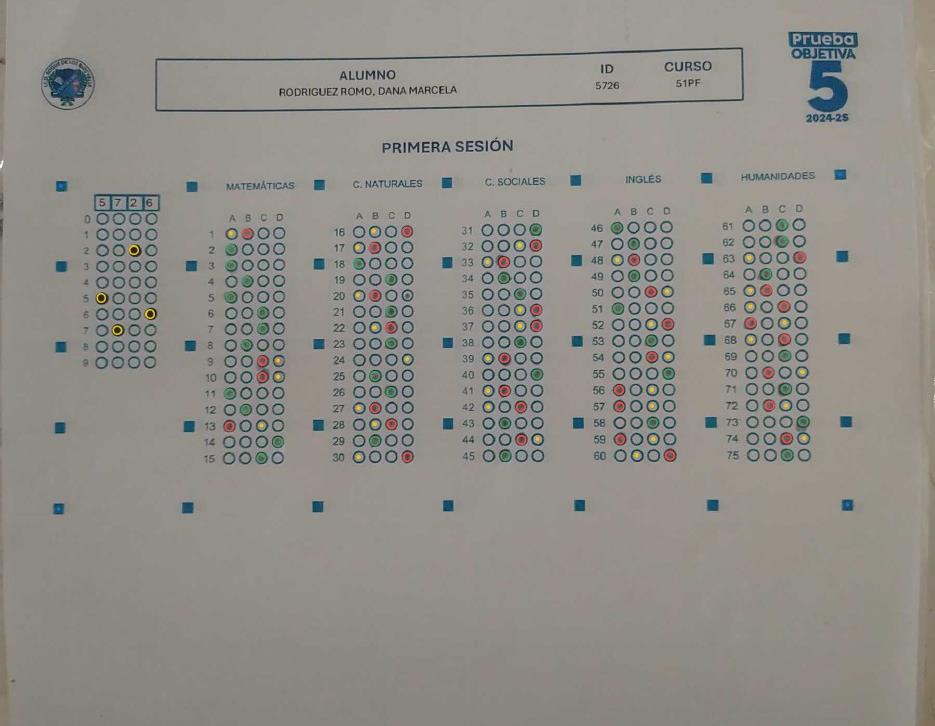 Prueba
OBJETIVA
5
2024-25
ALUMNO ID CURSO
RODRIGUEZ ROMO, DANA MARCELA 5726 51PF
PRIMERA SESIÓN
MATEMÁTICAS C. NATURALES C. SOCIALES INGLÉS HUMANIDADES
5 7 2 6
A B C D A B C D A B C D A B C D A B C D
0
1
2
3
4
5
6
7
8
9
1 16 31 46 61
2 17 32 47 62
3 18 33 48 63
4 19 34 49 64
5 20 35 50 65
6 21 36 51 66
7 22 37 52 67
8 23 38 53 68
9 24 39 54 69
10 25 40 55 70
11 26 41 56 71
12 27 42 57 72
13 28 43 58 73
14 29 44 59 74
15 30 45 60 75